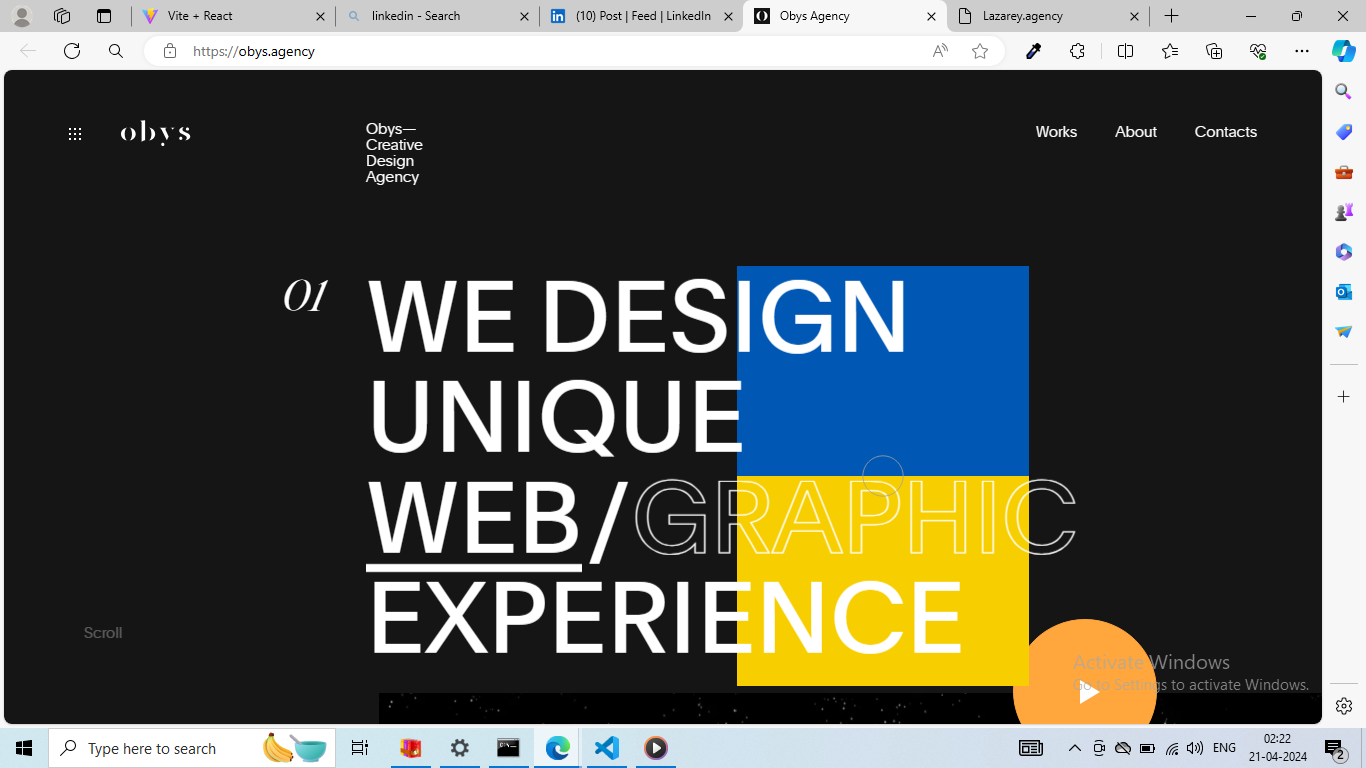 Vite + React
linkedin - Search
(10) Post | Feed | LinkedIn
Obys Agency
Lazarey.agency
https://obys.agency
obys
Obys—
Creative
Design
Agency
Works
About
Contacts
01
WE DESIGN
UNIQUE
WEB/GRAPHIC
EXPERIENCE
Scroll
Activate Windows
Go to Settings to activate Windows.
Type here to search
ENG
02:22
21-04-2024
2